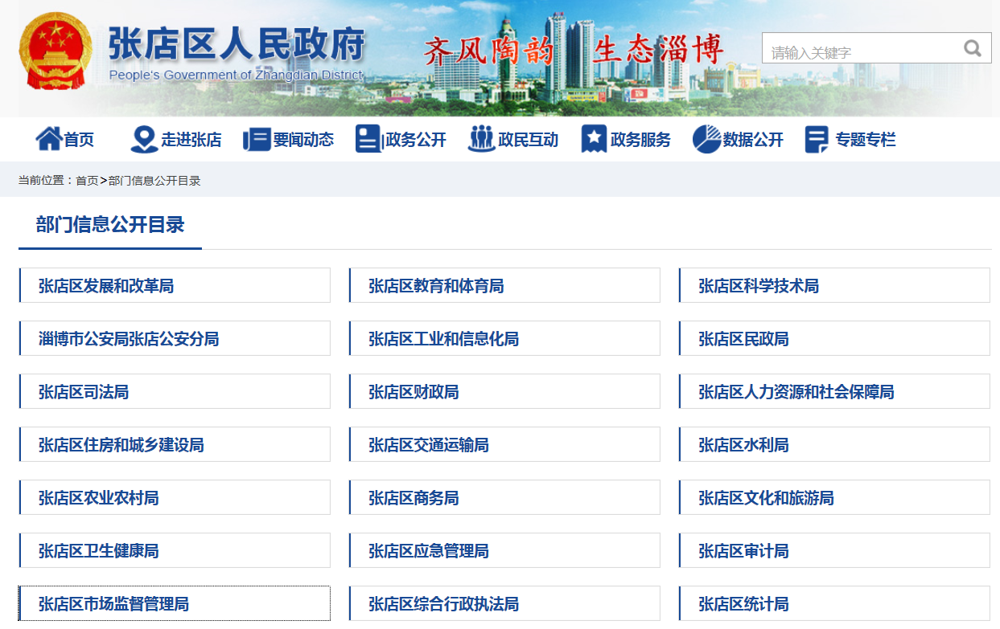 张店区人民政府
People's Government of Zhangdian District
齐风陶韵 生态淄博
请输入关键字
首页 走进张店 要闻动态 政务公开 政民互动 政务服务 数据公开 专题专栏
当前位置：首页>部门信息公开目录
部门信息公开目录
张店区发展和改革局 张店区教育和体育局 张店区科学技术局
淄博市公安局张店公安分局 张店区工业和信息化局 张店区民政局
张店区司法局 张店区财政局 张店区人力资源和社会保障局
张店区住房和城乡建设局 张店区交通运输局 张店区水利局
张店区农业农村局 张店区商务局 张店区文化和旅游局
张店区卫生健康局 张店区应急管理局 张店区审计局
张店区市场监督管理局 张店区综合行政执法局 张店区统计局